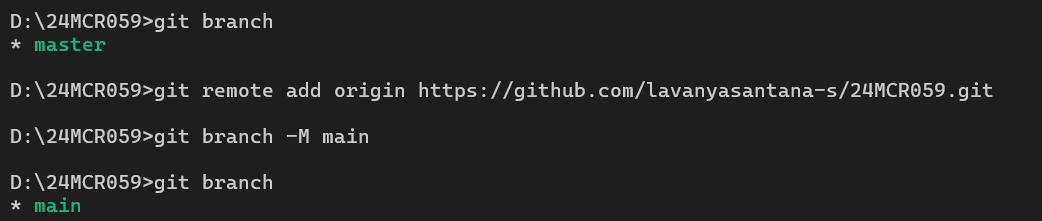 D:\24MCR059>git branch
* master
D:\24MCR059>git remote add origin https://github.com/lavanyasantana-s/24MCR059.git
D:\24MCR059>git branch -M main
D:\24MCR059>git branch
* main